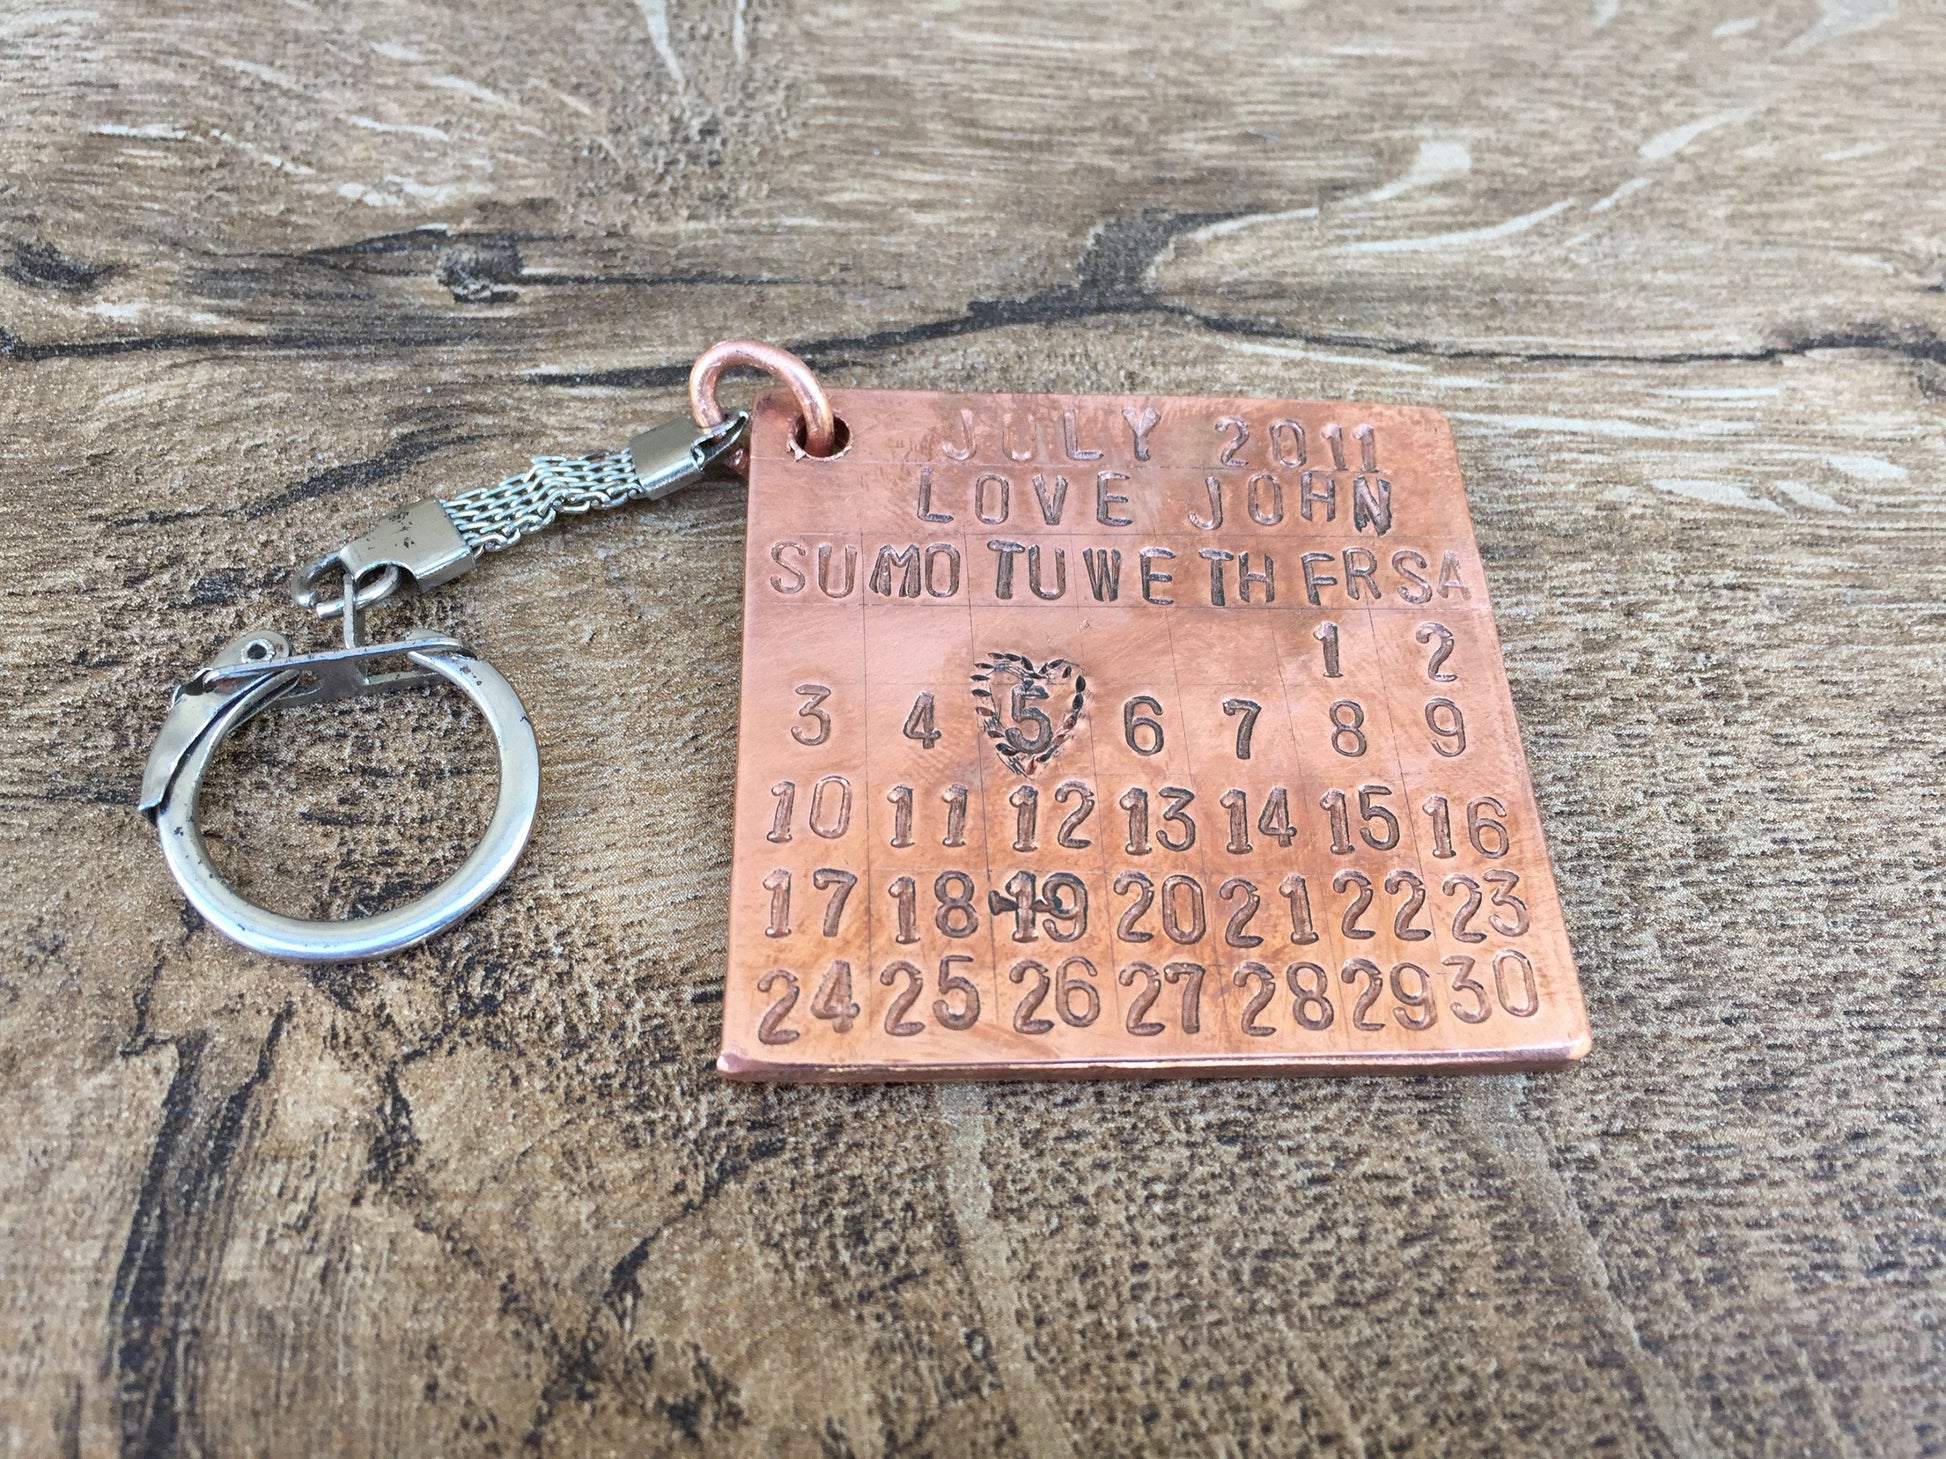 JULY 2011
LOVE JOHN
SU MO TU WE TH FR SA
1 2
3 4 5 6 7 8 9
10 11 12 13 14 15 16
17 18 19 20 21 22 23
24 25 26 27 28 29 30